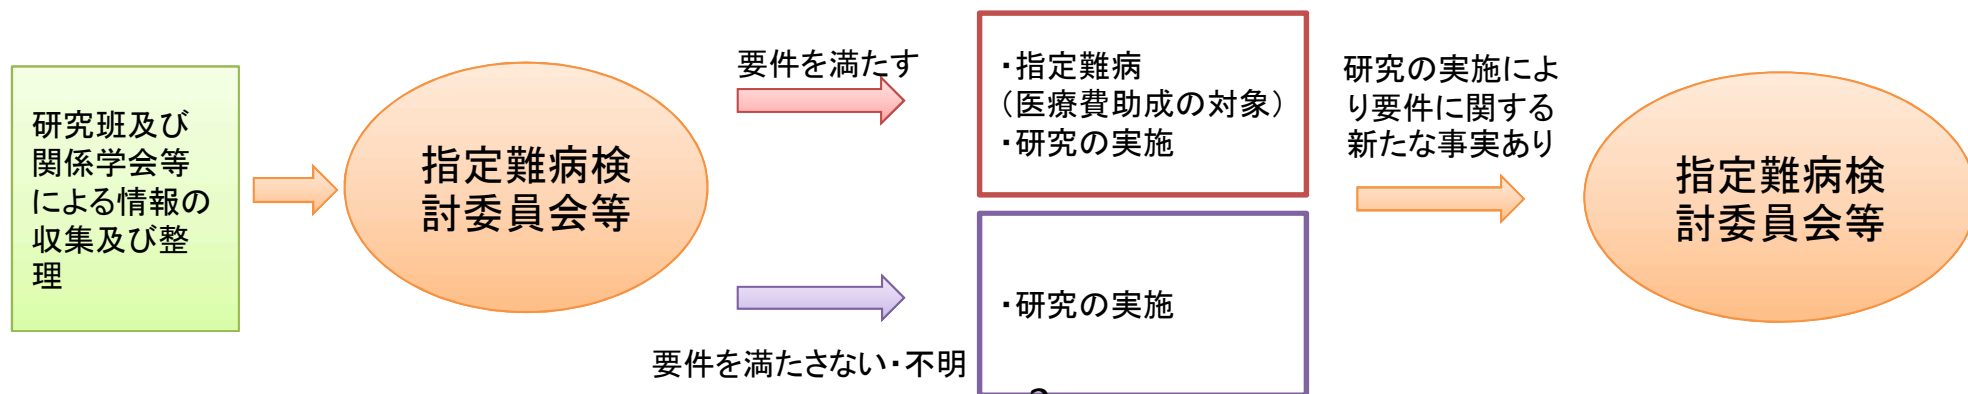 研究班及び
関係学会等
による情報の
収集及び整
理
指定難病検
討委員会等
要件を満たす
・指定難病
（医療費助成の対象）
・研究の実施
要件を満たさない・不明
・研究の実施
研究の実施によ
り要件に関する
新たな事実あり
指定難病検
討委員会等